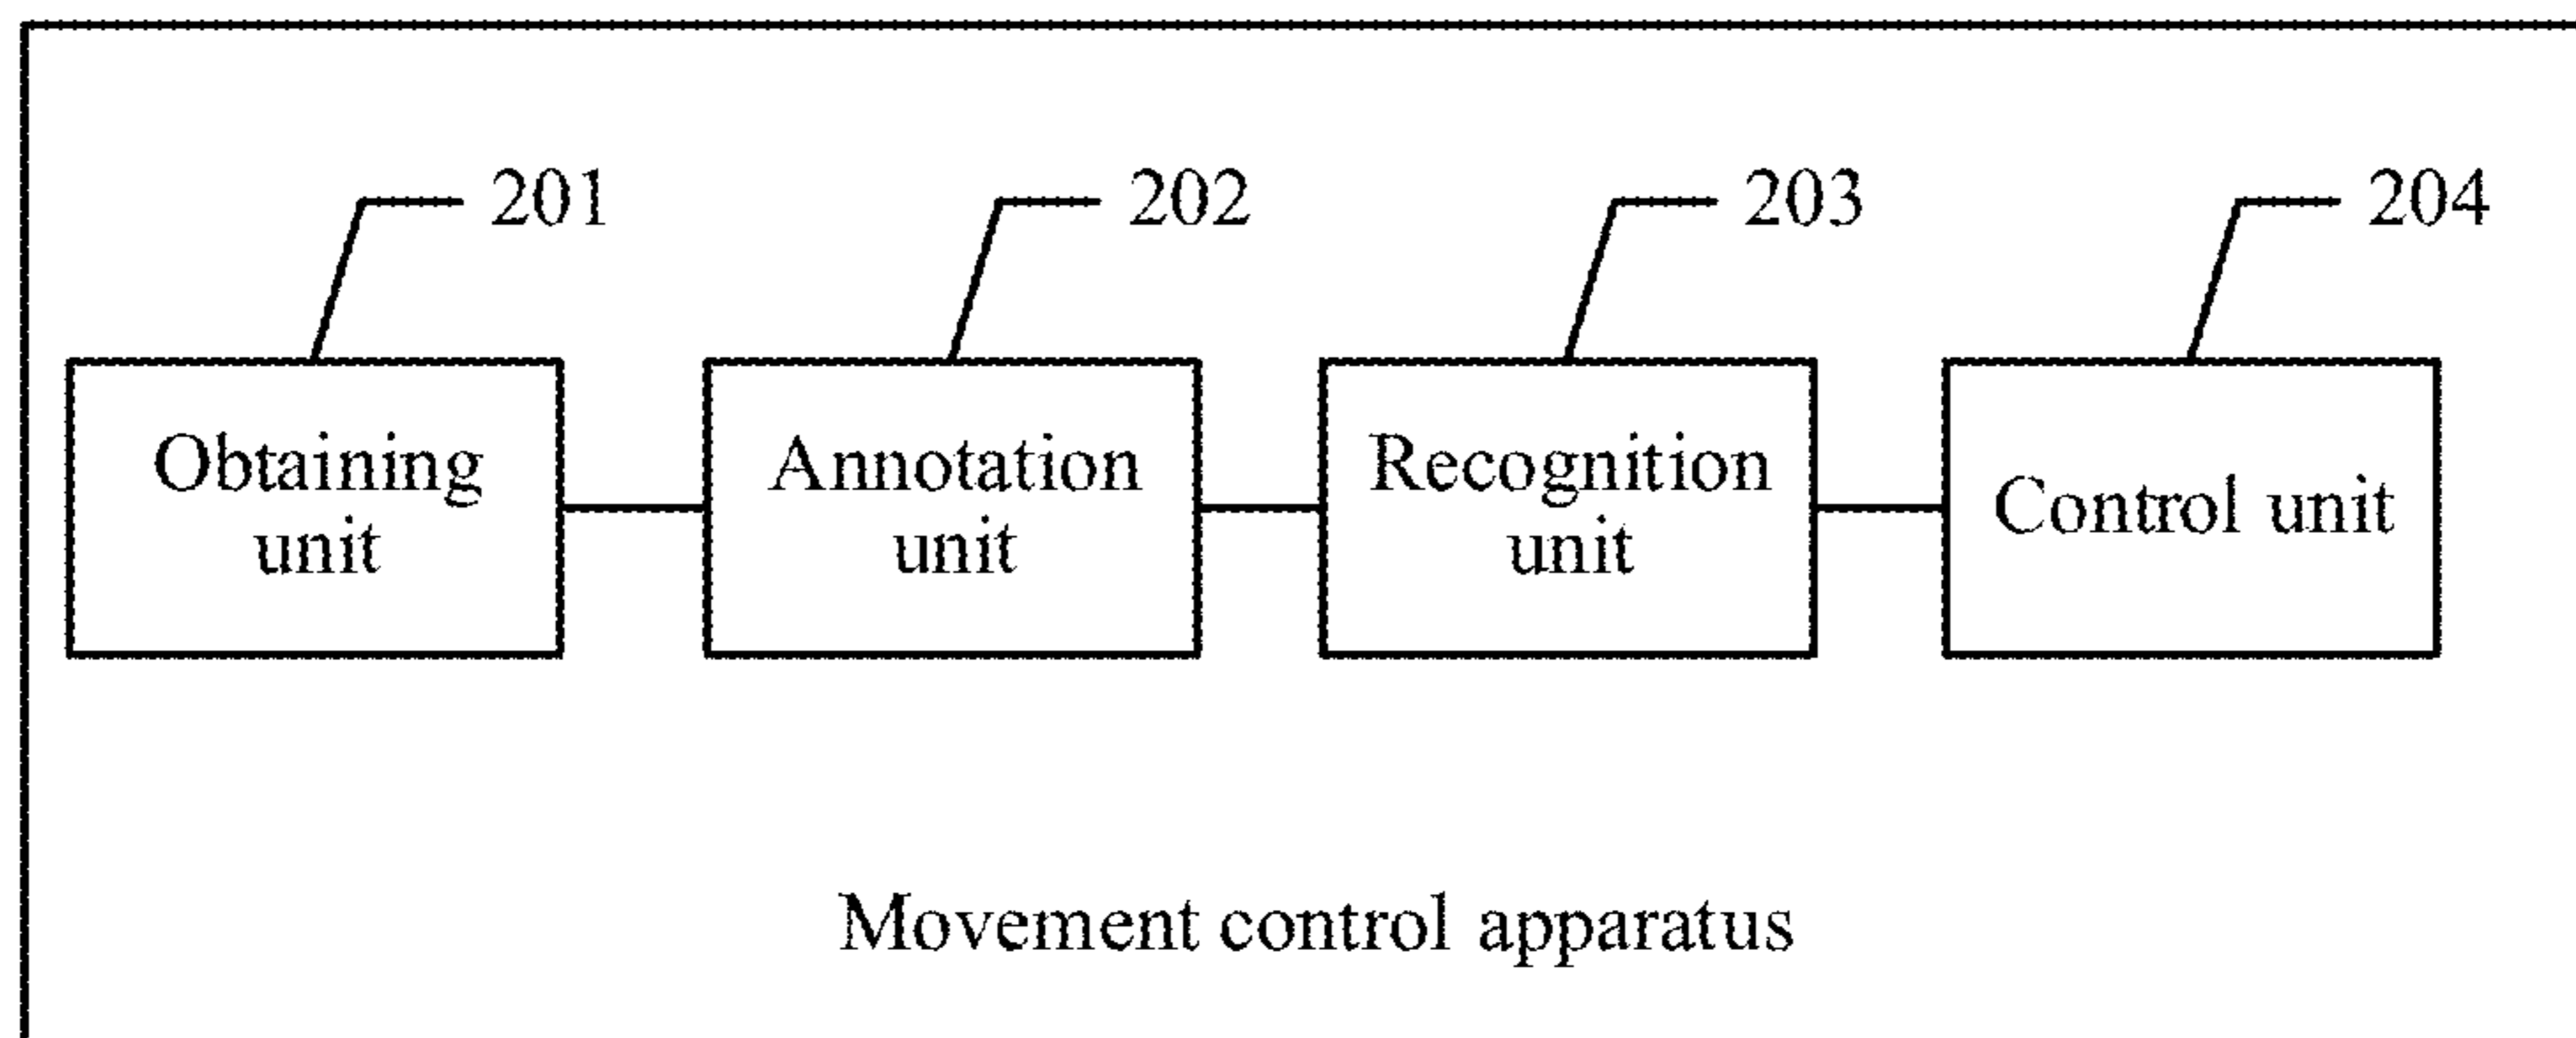 201
202
203
204
Obtaining
unit
Annotation
unit
Recognition
unit
Control unit
Movement control apparatus